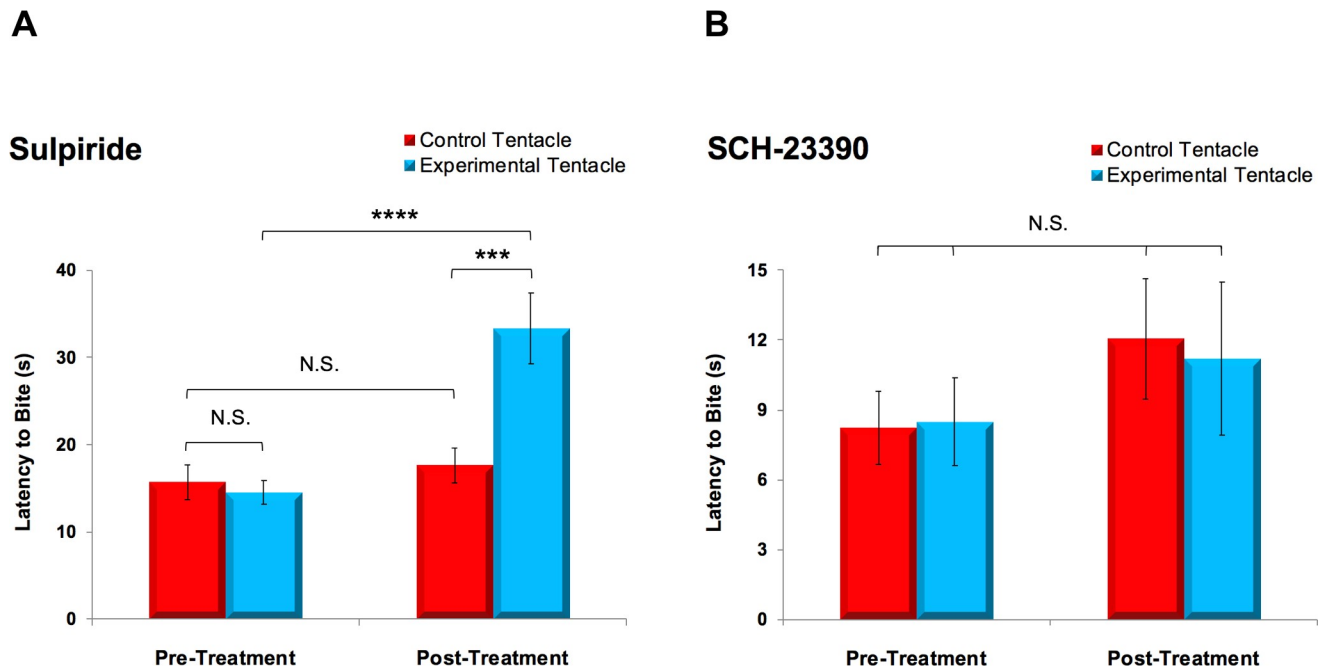 A
Sulpiride
Control Tentacle
Experimental Tentacle
****
***
N.S.
N.S.
40
30
20
10
0
Latency to Bite (s)
Pre-Treatment
Post-Treatment
B
SCH-23390
Control Tentacle
Experimental Tentacle
N.S.
15
12
9
6
3
0
Latency to Bite (s)
Pre-Treatment
Post-Treatment